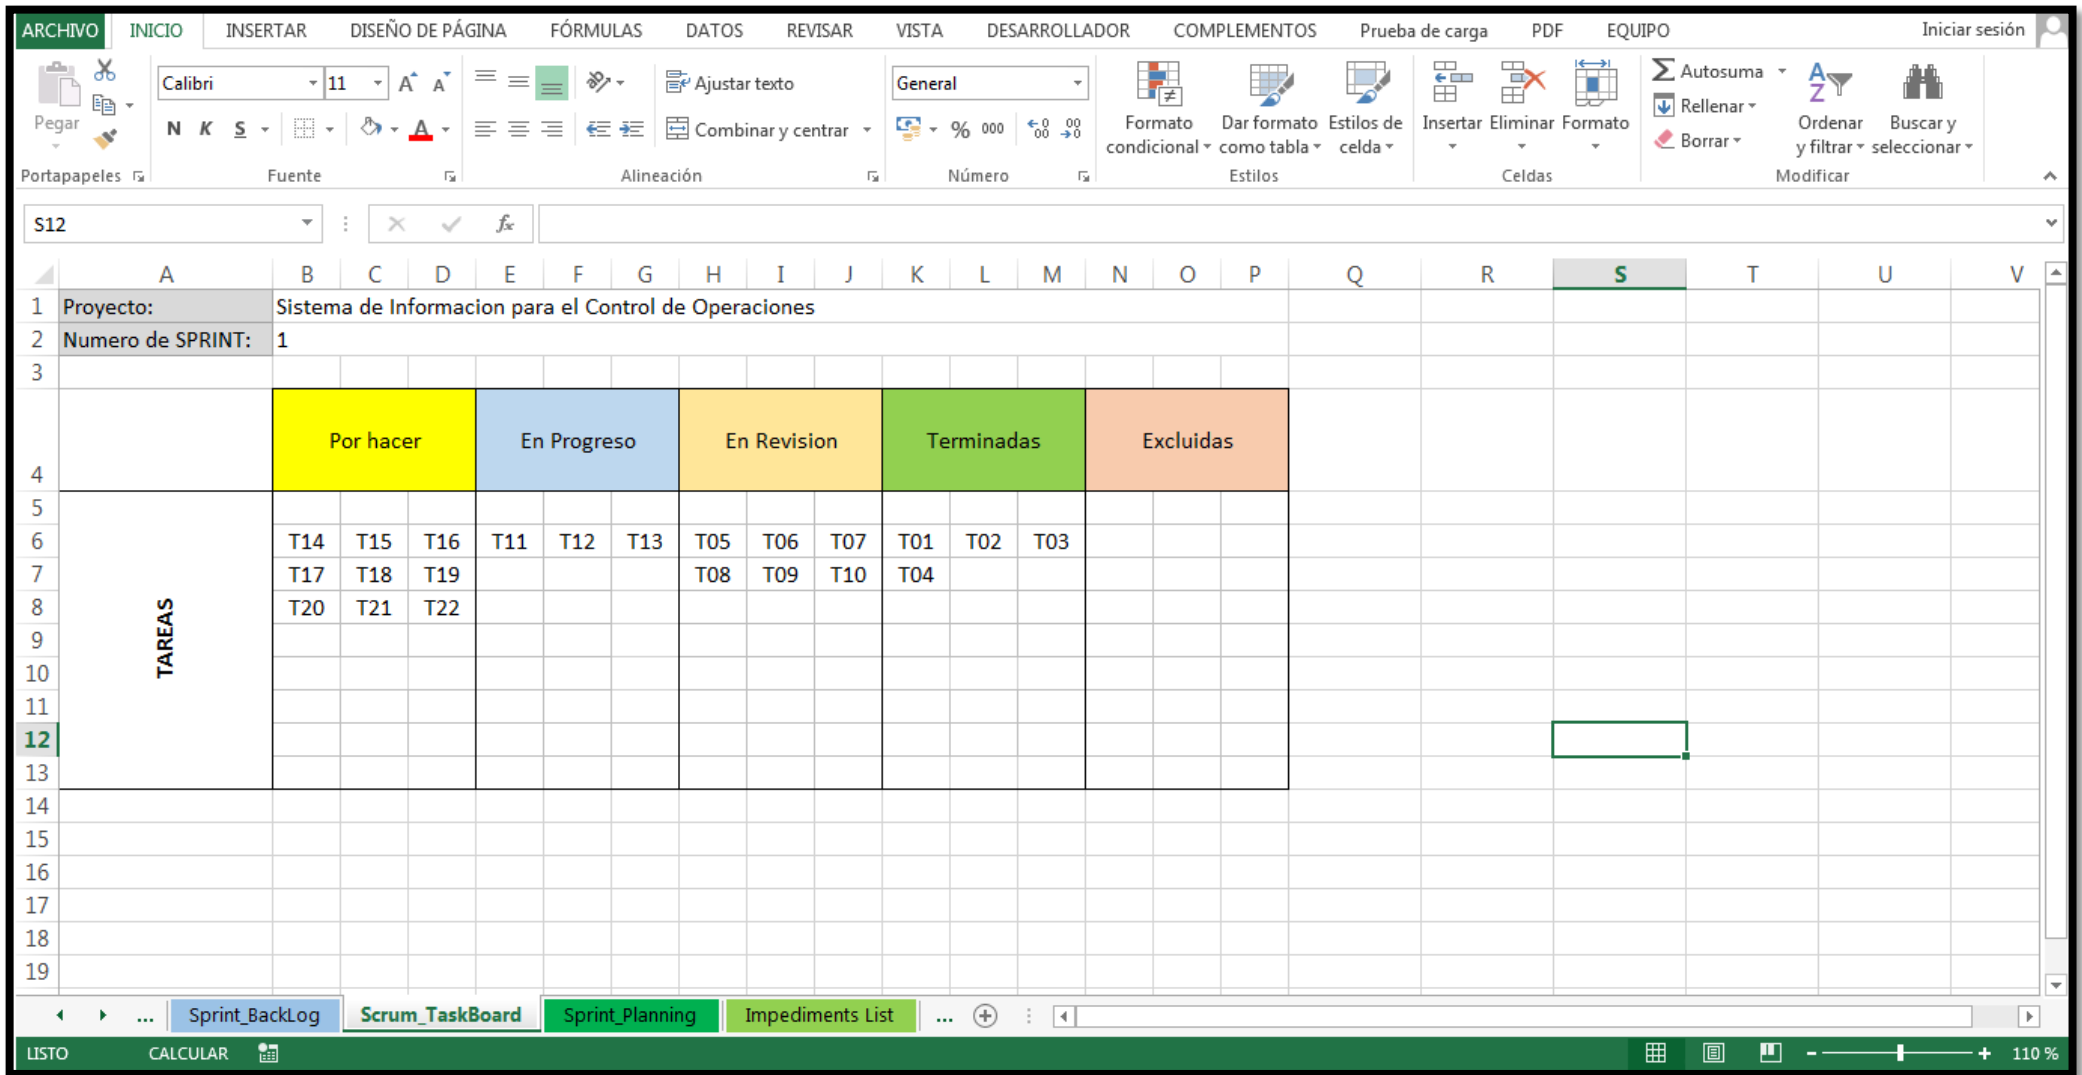 ARCHIVO INICIO INSERTAR DISEÑO DE PÁGINA FÓRMULAS DATOS REVISAR VISTA DESARROLLADOR COMPLEMENTOS Prueba de carga PDF EQUIPO Iniciar sesión
Pegar
Portapapeles
Calibri 11
N K S
Fuente
Ajustar texto
Combinar y centrar
Alineación
General
% 000
Número
Formato condicional
Dar formato como tabla
Estilos de celda
Estilos
Insertar Eliminar Formato
Celdas
Autosuma
Rellenar
Borrar
Ordenar y filtrar
Buscar y seleccionar
Modificar
S12 fx
A B C D E F G H I J K L M N O P Q R S T U V
1 Proyecto: Sistema de Informacion para el Control de Operaciones
2 Numero de SPRINT: 1
3
4 Por hacer En Progreso En Revision Terminadas Excluidas
5
6 T14 T15 T16 T11 T12 T13 T05 T06 T07 T01 T02 T03
7 T17 T18 T19 T08 T09 T10 T04
8 T20 T21 T22
TAREAS
9
10
11
12
13
14
15
16
17
18
19
... Sprint_BackLog Scrum_TaskBoard Sprint_Planning Impediments List ...
LISTO CALCULAR 110 %